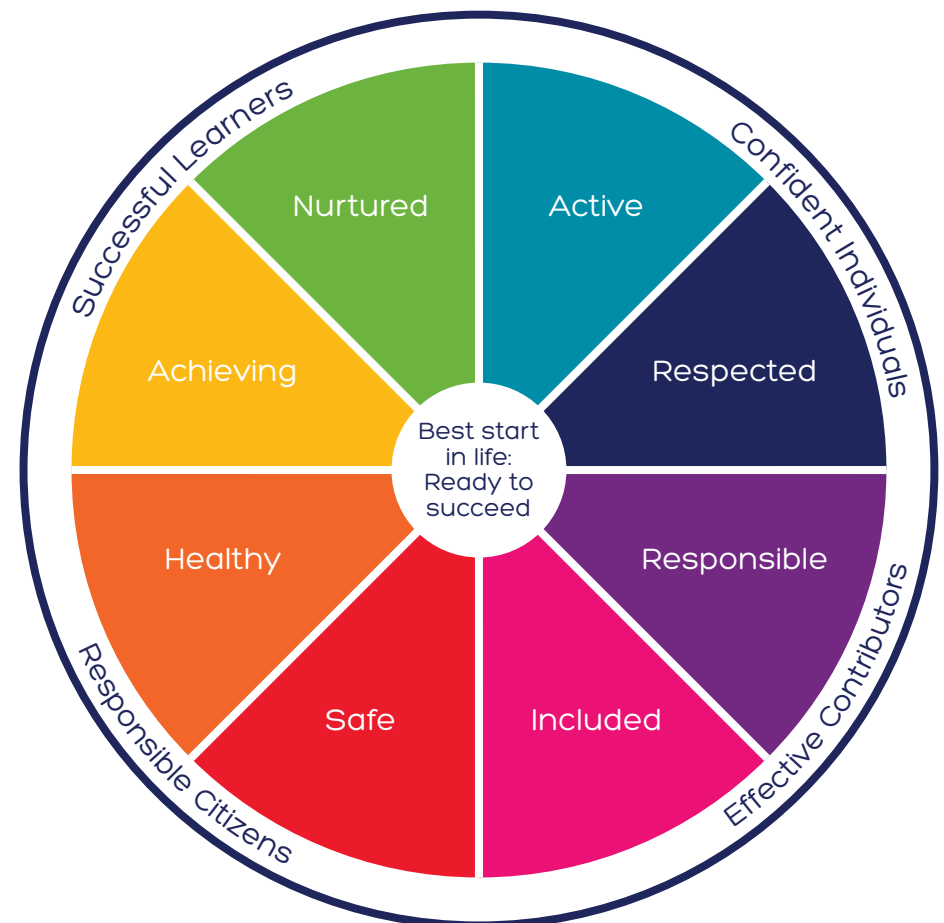 Successful Learners
Confident Individuals
Nurtured
Active
Achieving
Respected
Best start
in life:
Ready to
succeed
Healthy
Responsible
Safe
Included
Responsible Citizens
Effective Contributors